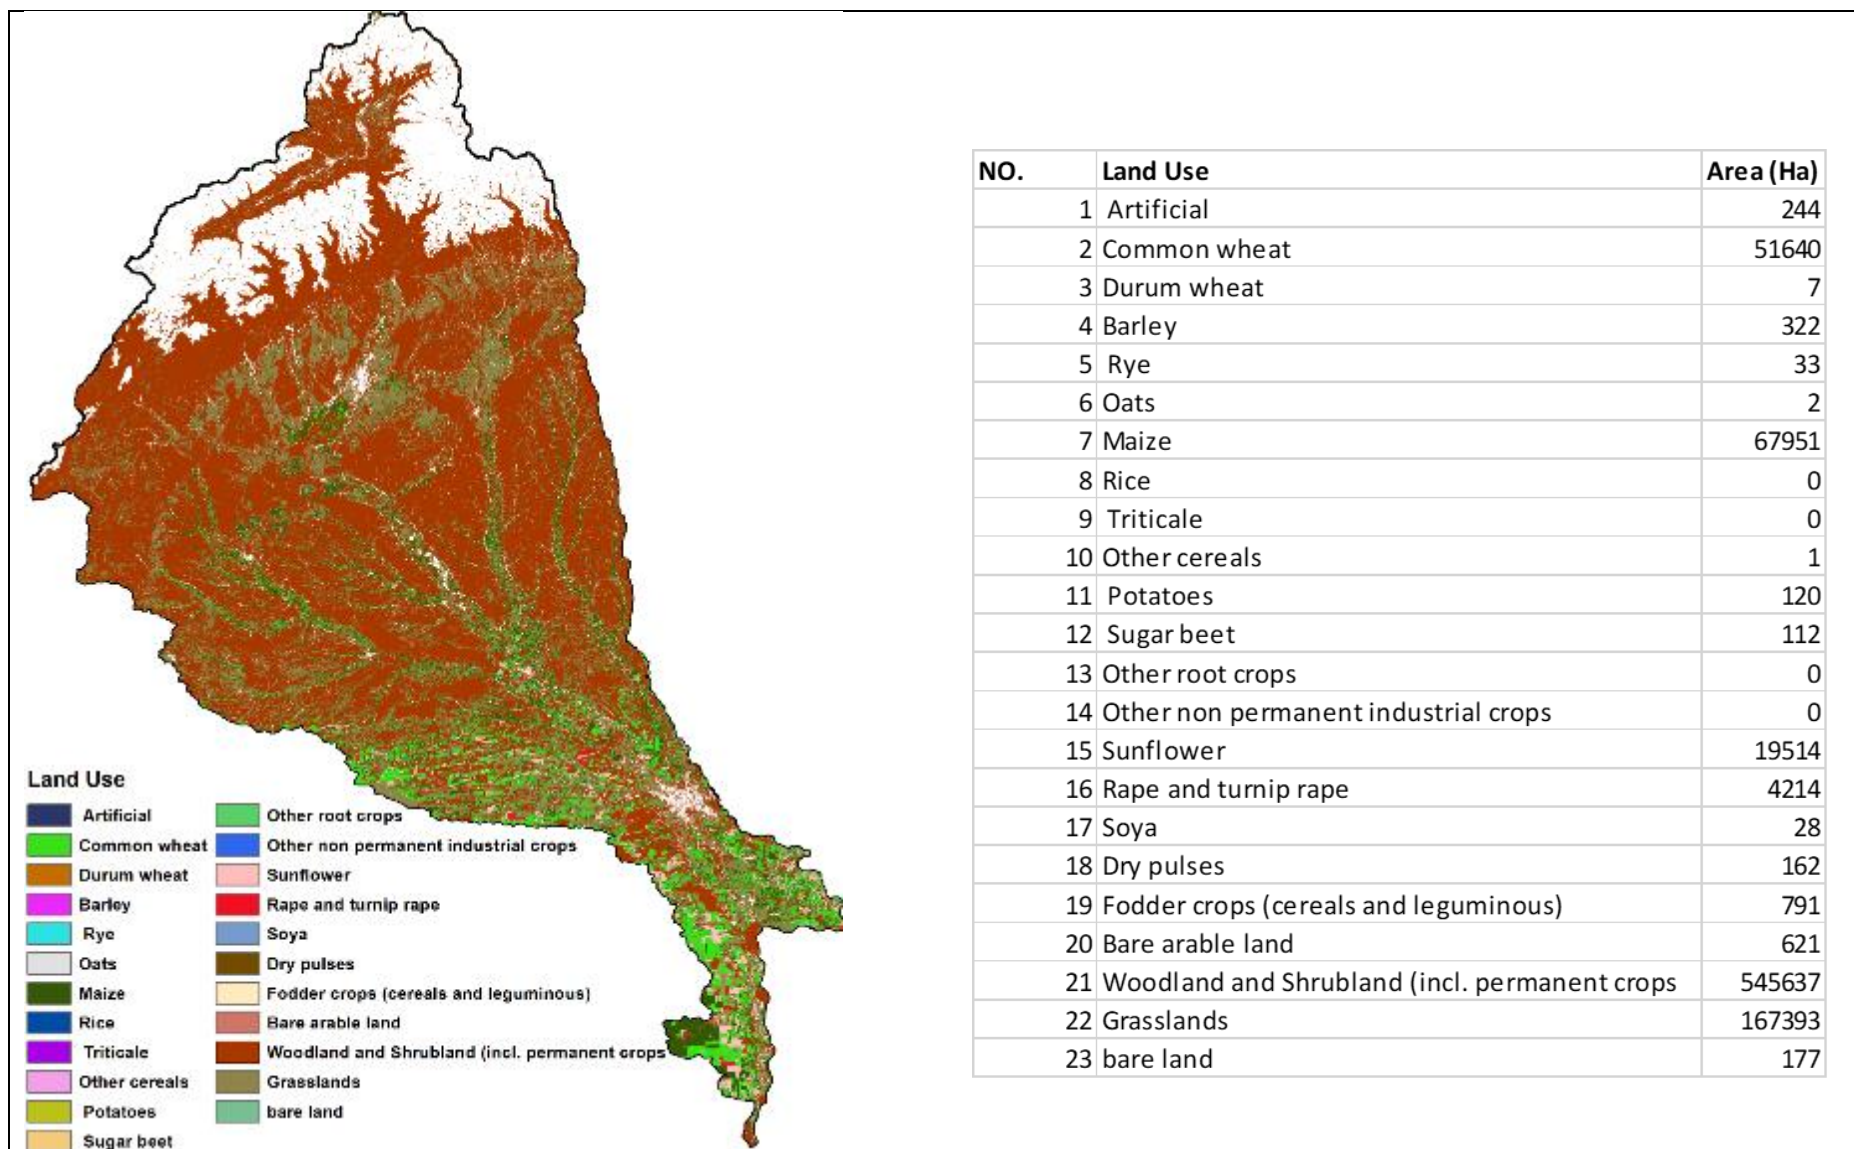 Land Use
Artificial
Common wheat
Durum wheat
Barley
Rye
Oats
Maize
Rice
Triticale
Other cereals
Potatoes
Sugar beet
Other root crops
Other non permanent industrial crops
Sunflower
Rape and turnip rape
Soya
Dry pulses
Fodder crops (cereals and leguminous)
Bare arable land
Woodland and Shrubland (incl. permanent crops
Grasslands
bare land
NO. Land Use Area (Ha)
1 Artificial 244
2 Common wheat 51640
3 Durum wheat 7
4 Barley 322
5 Rye 33
6 Oats 2
7 Maize 67951
8 Rice 0
9 Triticale 0
10 Other cereals 1
11 Potatoes 120
12 Sugar beet 112
13 Other root crops 0
14 Other non permanent industrial crops 0
15 Sunflower 19514
16 Rape and turnip rape 4214
17 Soya 28
18 Dry pulses 162
19 Fodder crops (cereals and leguminous) 791
20 Bare arable land 621
21 Woodland and Shrubland (incl. permanent crops 545637
22 Grasslands 167393
23 bare land 177